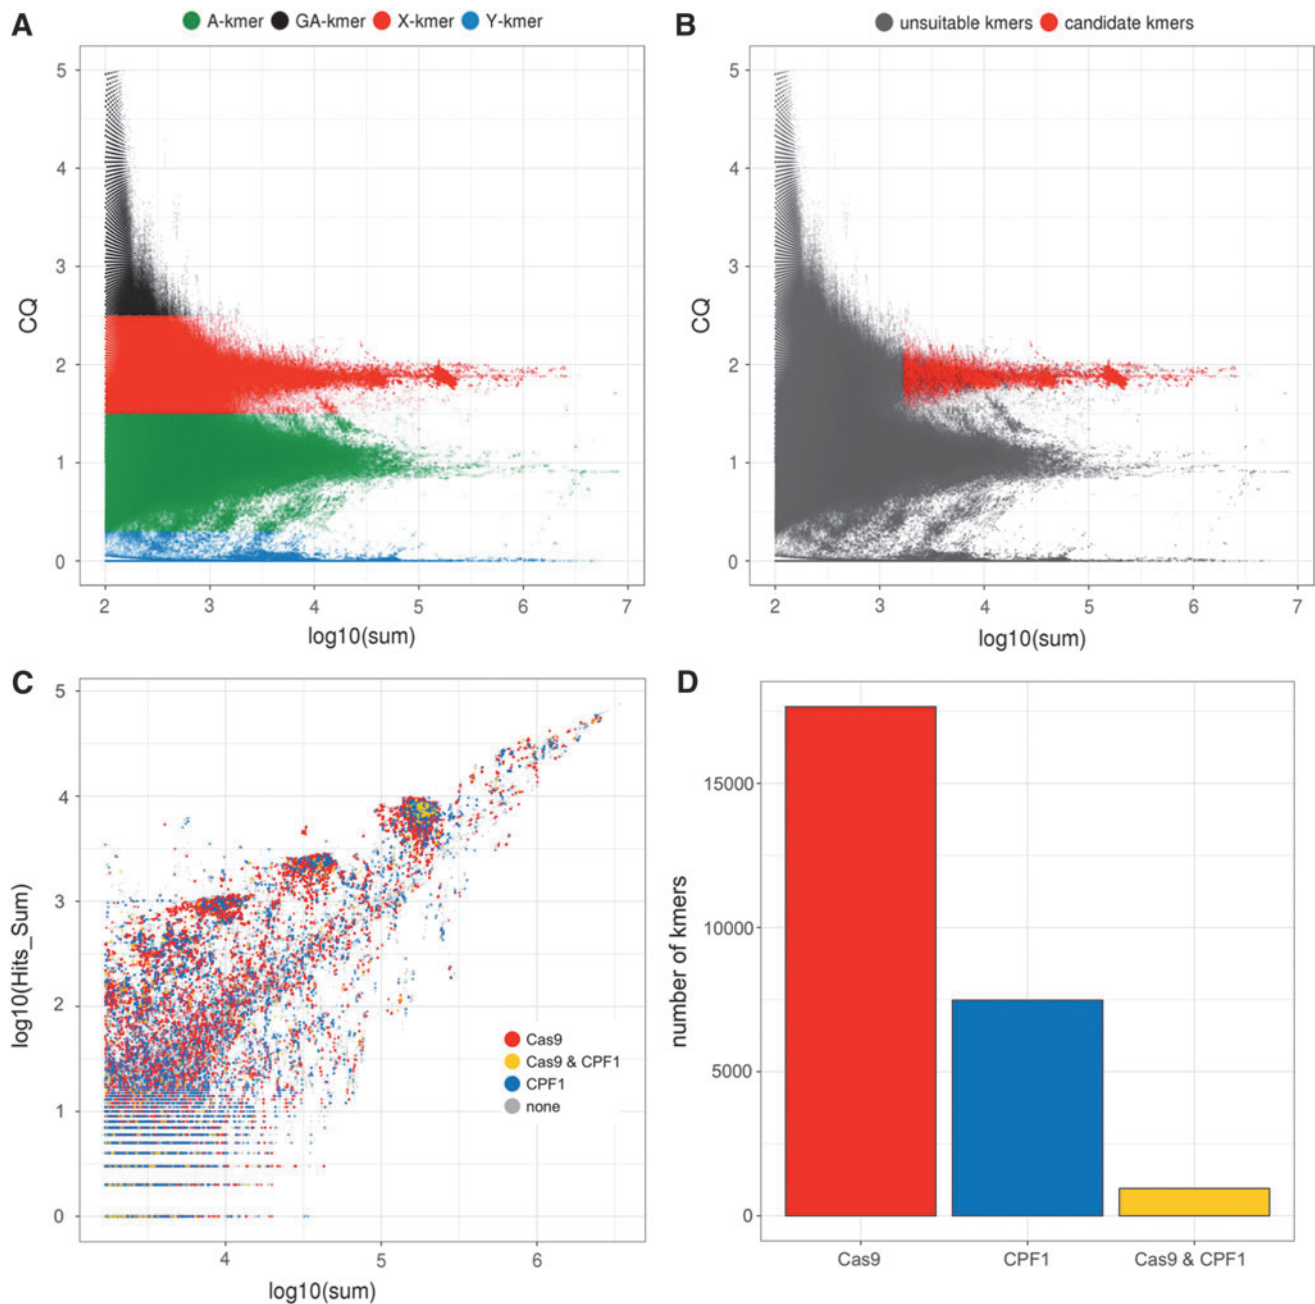 A
A-kmer GA-kmer X-kmer Y-kmer
5
4
3
2
1
0
CQ
2 3 4 5 6 7
log10(sum)
B
unsuitable kmers candidate kmers
5
4
3
2
1
0
CQ
2 3 4 5 6 7
log10(sum)
C
5
4
3
2
1
0
log10(Hits_Sum)
Cas9
Cas9 & CPF1
CPF1
none
4 5 6
log10(sum)
D
15000
10000
5000
0
number of kmers
Cas9 CPF1 Cas9 & CPF1